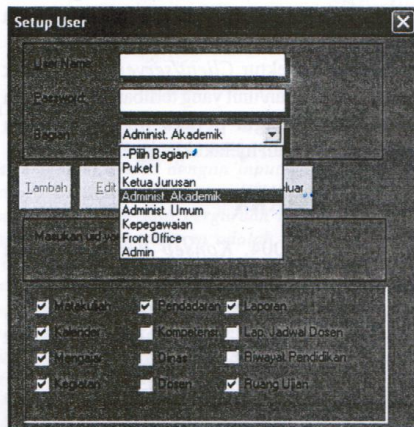 Setup User
User Name
Password
Bagian Administ. Akademik
--Pilih Bagian--
Puket I
Ketua Jurusan
Administ. Akademik
Administ. Umum
Kepegawaian
Front Office
Admin
Tambah Edit
Masukan uid
Matakuliah Pendadaran Laporan
Kalender Kompetensi Lap. Jadwal Dosen
Mengajar Dinas Riwayat Pendidikan
Kegiatan Dosen Ruang Ujian